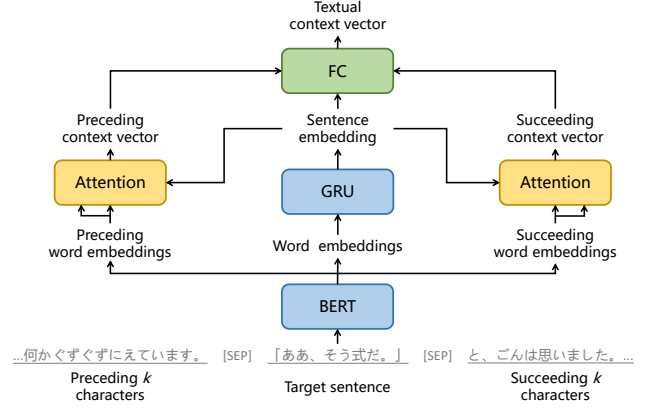 Textual
context vector
FC
Preceding
context vector
Sentence
embedding
Succeeding
context vector
Attention
GRU
Attention
Preceding
word embeddings
Word embeddings
Succeeding
word embeddings
BERT
...何かぐずぐずにえています。 [SEP] 「ああ、そう式だ。」 [SEP] と、ごんは思いました。...
Preceding k
characters
Target sentence
Succeeding k
characters